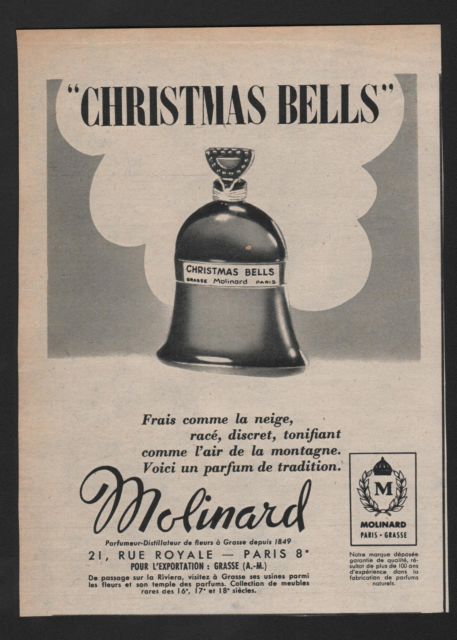 "CHRISTMAS BELLS"
CHRISTMAS BELLS
GRASSE Molinard PARIS
Frais comme la neige,
racé, discret, tonifiant
comme l'air de la montagne.
Voici un parfum de tradition.
Molinard
Parfumeur-Distillateur de fleurs à Grasse depuis 1849
21, RUE ROYALE — PARIS 8e
POUR L'EXPORTATION : GRASSE (A.-M.)
De passage sur la Riviera, visitez à Grasse ses usines parmi
les fleurs et son temple des parfums. Collection de meubles
rares des 16e, 17e et 18e siècles.
M
MOLINARD
PARIS - GRASSE
Notre marque déposée
garantie de qualité, ré-
sultat de plus de 100 ans
d'expérience dans la
fabrication de parfums
naturels.